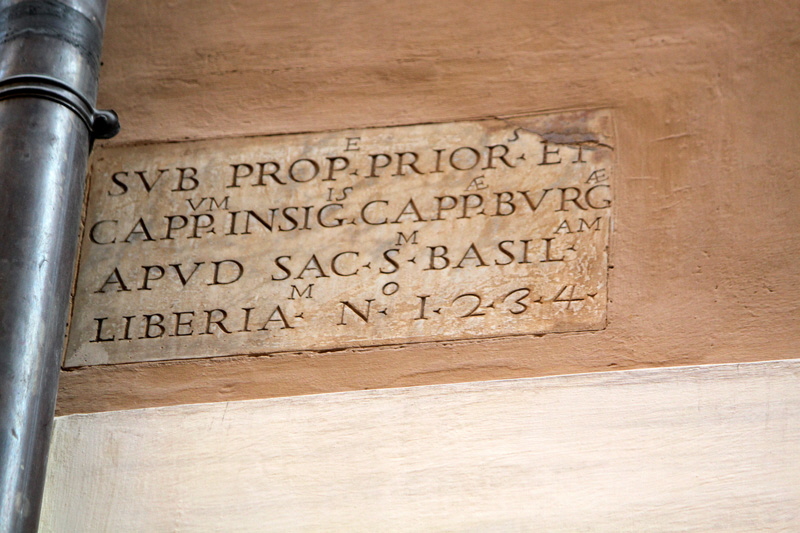 SVB PROP.ᴱ PRIOR.ˢ ET
CAPP.ᵛᴹ INSIG.ᴵˢ CAPP.ᴭ BVRG.ᴭ
APVD SAC. S.ᴹ BASIL.ᴬᴹ
LIBERIA.ᴹ N.º 1. 2. 3. 4.